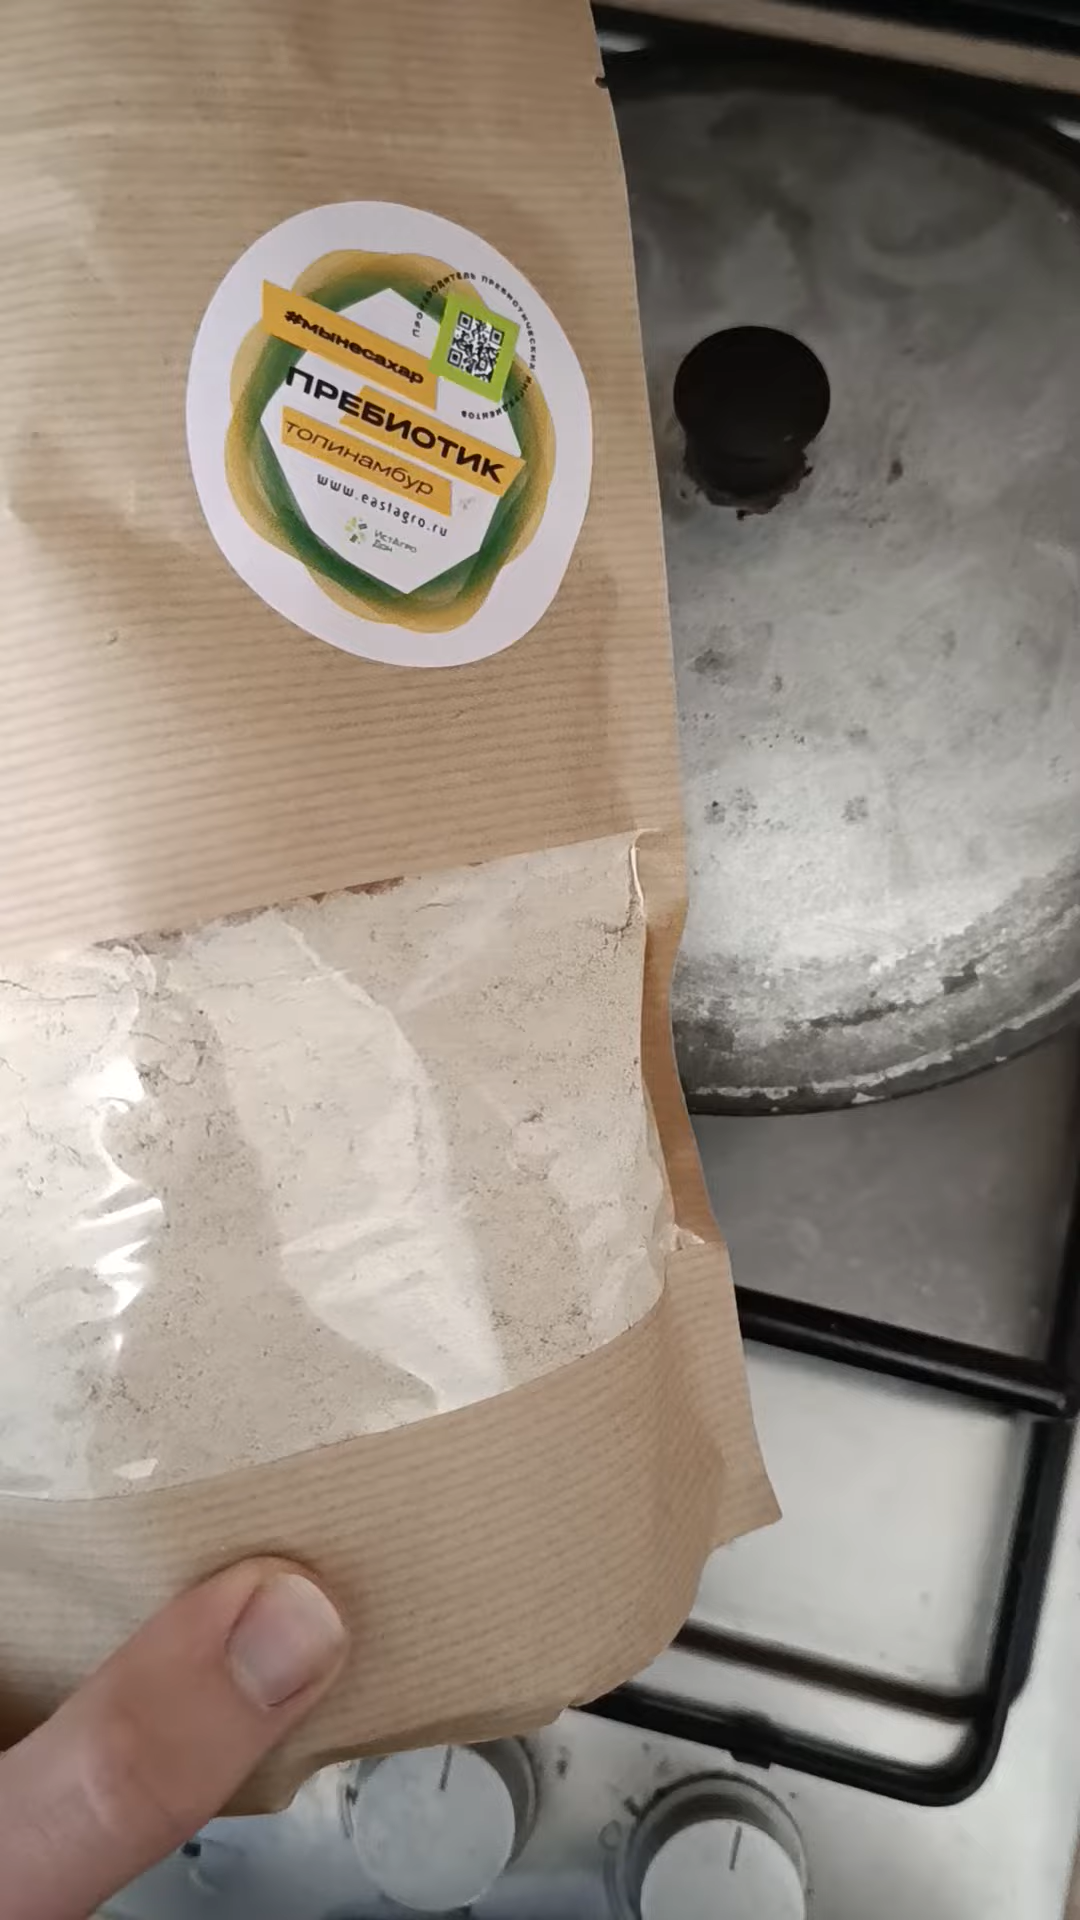 #мынесахар
ПРЕБИОТИК
топинамбур
www.eastagro.ru
ИстАгро
Дон